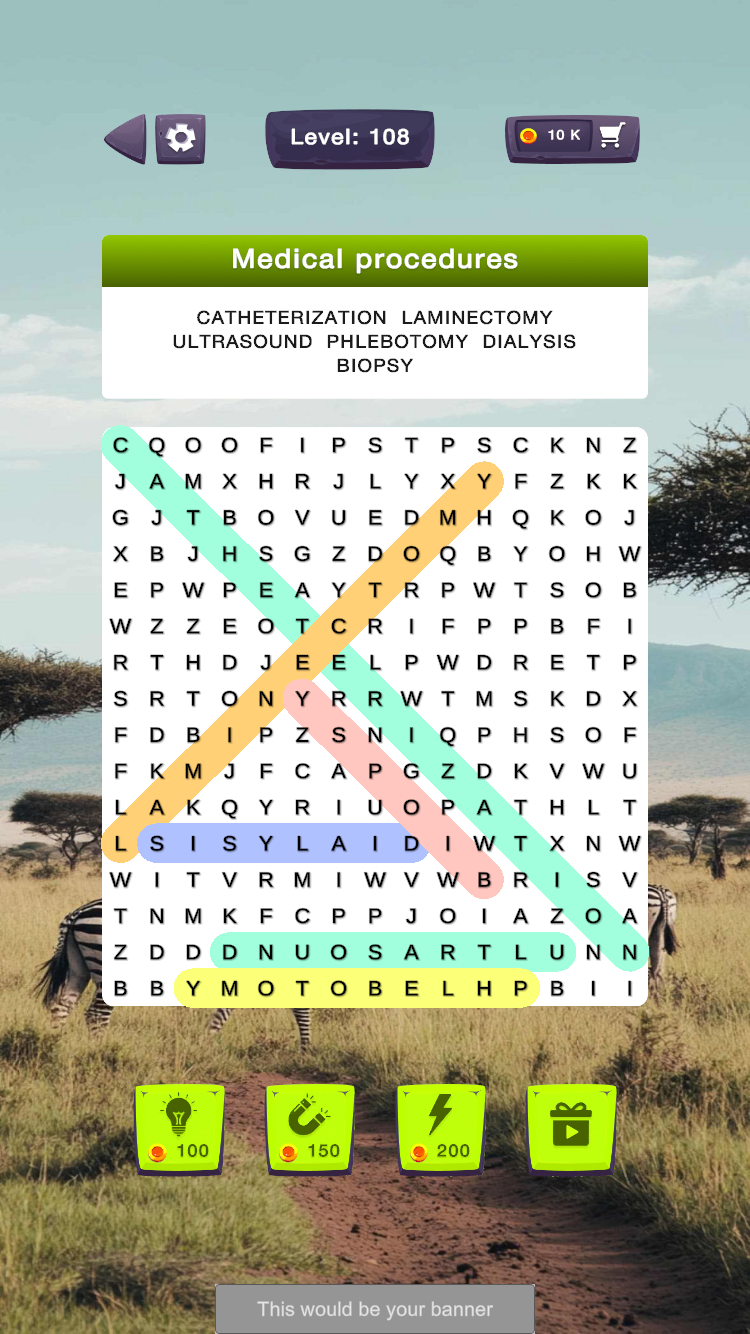 Level: 108
10 K
Medical procedures
CATHETERIZATION LAMINECTOMY
ULTRASOUND PHLEBOTOMY DIALYSIS
BIOPSY
C Q O O F I P S T P S C K N Z
J A M X H R J L Y X Y F Z K K
G J T B O V U E D M H Q K O J
X B J H S G Z D O Q B Y O H W
E P W P E A Y T R P W T S O B
W Z Z E O T C R I F P P B F I
R T H D J E E L P W D R E T P
S R T O N Y R R W T M S K D X
F D B I P Z S N I Q P H S O F
F K M J F C A P G Z D K V W U
L A K Q Y R I U O P A T H L T
L S I S Y L A I D I W T X N W
W I T V R M I W V W B R I S V
T N M K F C P P J O I A Z O A
Z D D D N U O S A R T L U N N
B B Y M O T O B E L H P B I I
100 150 200
This would be your banner